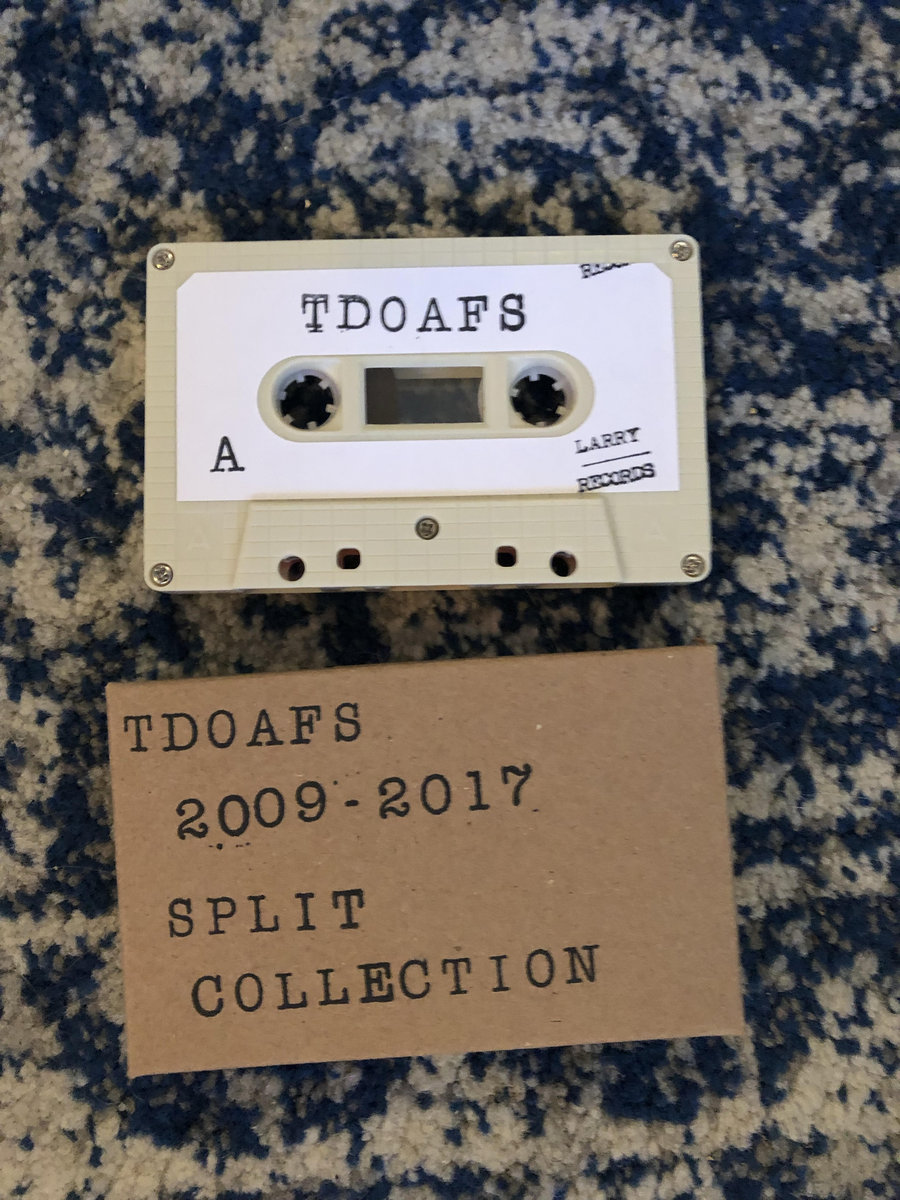 TDOAFS
A
LARRY
RECORDS
TDOAFS
2009-2017
SPLIT
COLLECTION